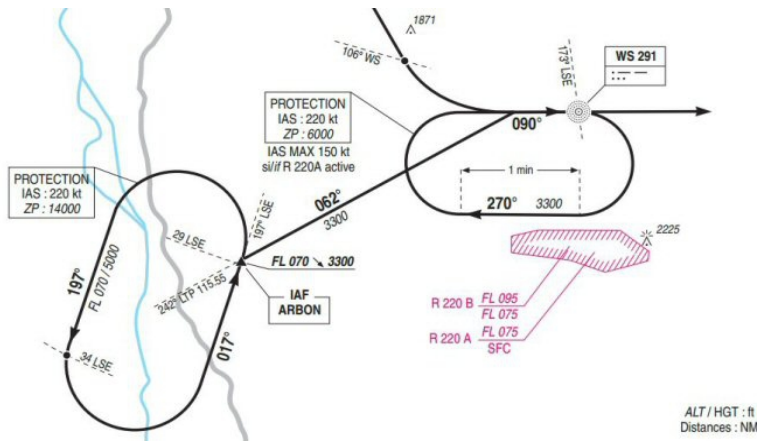 1871
106° WS
173° LSE
WS 291
PROTECTION
IAS : 220 kt
ZP : 6000
IAS MAX 150 kt
si/if R 220A active
090°
1 min
270° 3300
PROTECTION
IAS : 220 kt
ZP : 14000
062°
3300
197° LSE
29 LSE
FL 070 ↘ 3300
242° LTP 115.55
IAF
ARBON
197°
FL 070 / 5000
017°
34 LSE
2225
R 220 B FL 095
FL 075
R 220 A FL 075
SFC
ALT / HGT : ft
Distances : NM